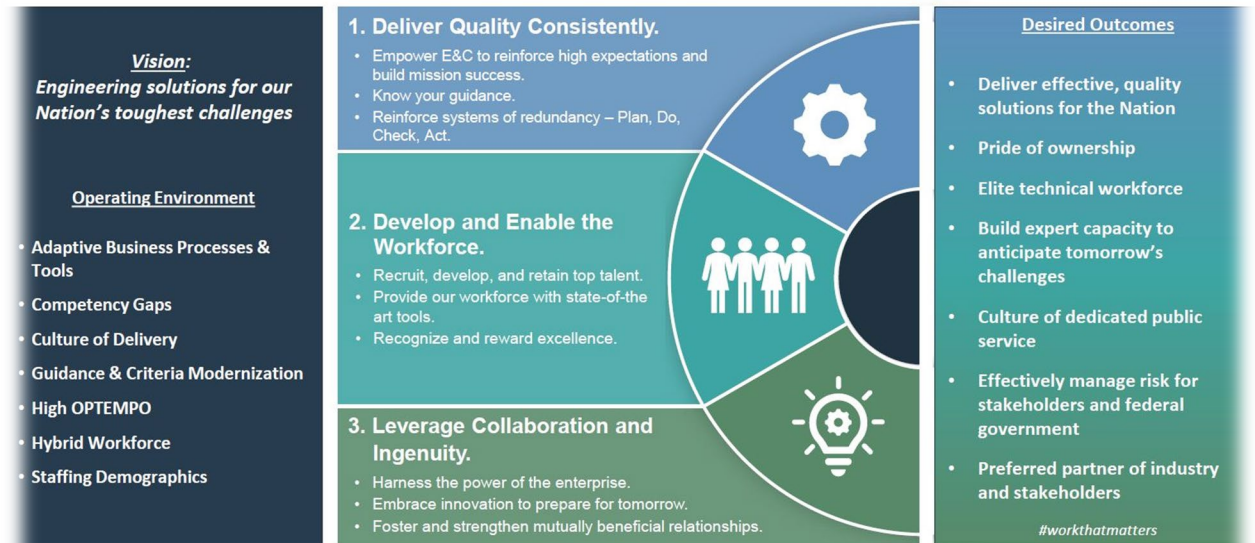 Vision:
Engineering solutions for our
Nation's toughest challenges
Operating Environment
• Adaptive Business Processes &
Tools
• Competency Gaps
• Culture of Delivery
• Guidance & Criteria Modernization
• High OPTEMPO
• Hybrid Workforce
• Staffing Demographics
1. Deliver Quality Consistently.
• Empower E&C to reinforce high expectations and
build mission success.
• Know your guidance.
• Reinforce systems of redundancy – Plan, Do,
Check, Act.
2. Develop and Enable the
Workforce.
• Recruit, develop, and retain top talent.
• Provide our workforce with state-of-the
art tools.
• Recognize and reward excellence.
3. Leverage Collaboration and
Ingenuity.
• Harness the power of the enterprise.
• Embrace innovation to prepare for tomorrow.
• Foster and strengthen mutually beneficial relationships.
Desired Outcomes
• Deliver effective, quality
solutions for the Nation
• Pride of ownership
• Elite technical workforce
• Build expert capacity to
anticipate tomorrow's
challenges
• Culture of dedicated public
service
• Effectively manage risk for
stakeholders and federal
government
• Preferred partner of industry
and stakeholders
#workthatmatters